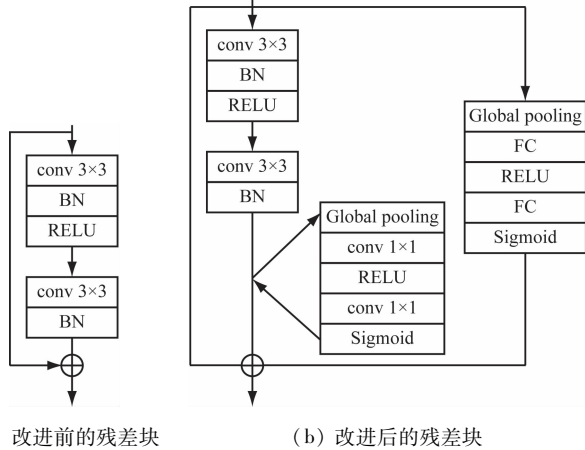 conv 3×3
BN
RELU
conv 3×3
BN
改进前的残差块
conv 3×3
BN
RELU
conv 3×3
BN
Global pooling
conv 1×1
RELU
conv 1×1
Sigmoid
Global pooling
FC
RELU
FC
Sigmoid
(b) 改进后的残差块